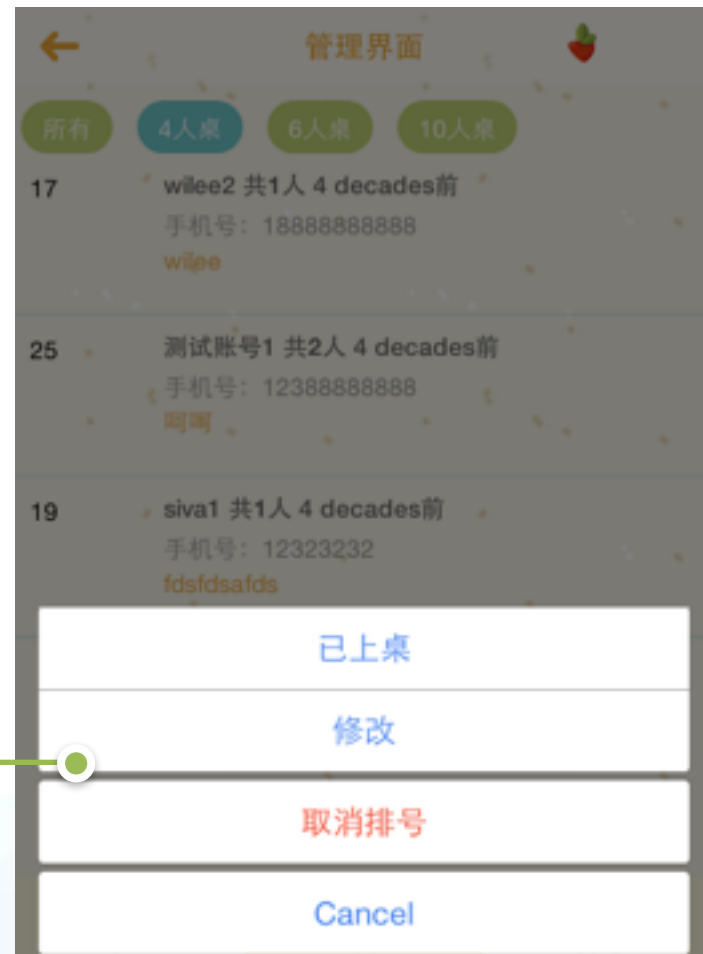 管理界面
所有 4人桌 6人桌 10人桌
17 wilee2 共1人 4 decades前
手机号：18888888888
wilee
25 测试账号1 共2人 4 decades前
手机号：12388888888
呵呵
19 siva1 共1人 4 decades前
手机号：12323232
fdsfdsafds
已上桌
修改
取消排号
Cancel